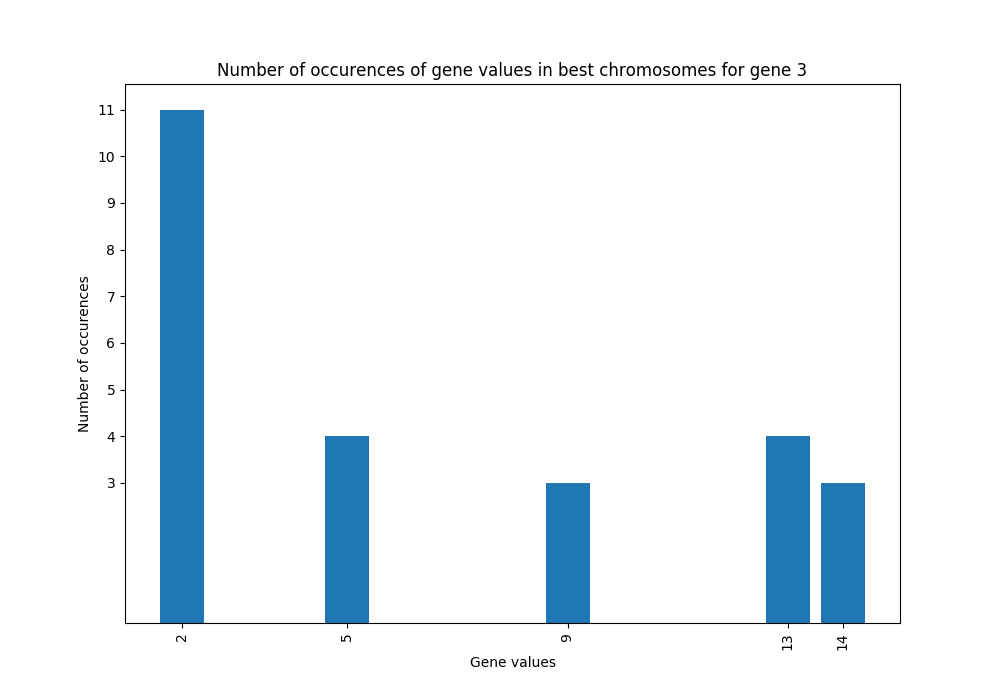 Number of occurences of gene values in best chromosomes for gene 3
11
10
9
8
7
6
5
4
3
Number of occurences
2 5 9 13 14
Gene values